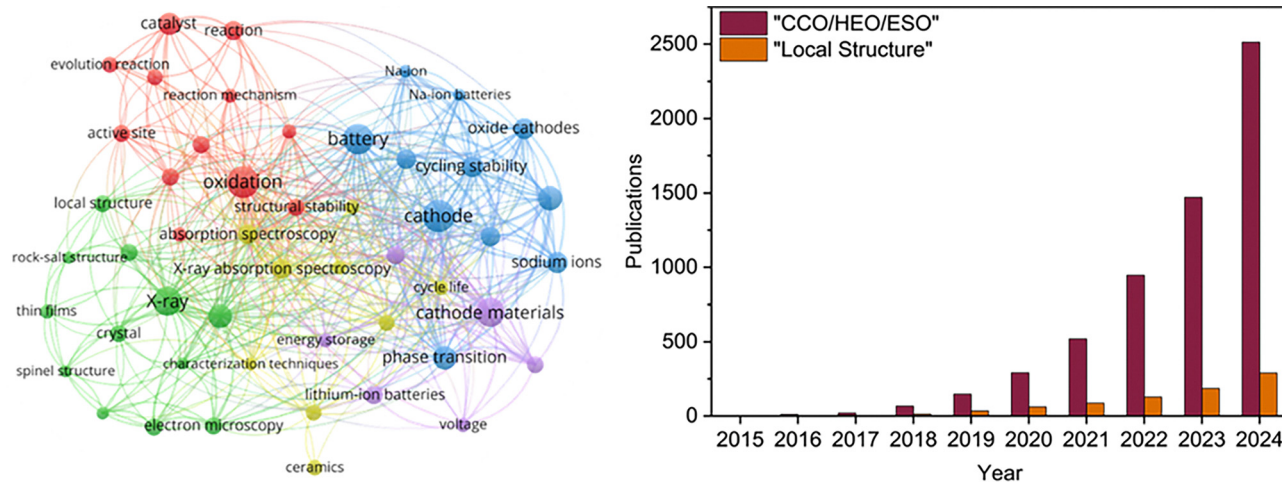 catalyst
reaction
evolution reaction
reaction mechanism
active site
Na-ion
Na-ion batteries
battery
oxide cathodes
cycling stability
oxidation
local structure
structural stability
cathode
absorption spectroscopy
rock-salt structure
X-ray absorption spectroscopy
sodium ions
cycle life
X-ray
thin films
cathode materials
crystal
energy storage
phase transition
spinel structure
characterization techniques
lithium-ion batteries
electron microscopy
voltage
ceramics
"CCO/HEO/ESO"
"Local Structure"
Publications
2500
2000
1500
1000
500
0
2015 2016 2017 2018 2019 2020 2021 2022 2023 2024
Year